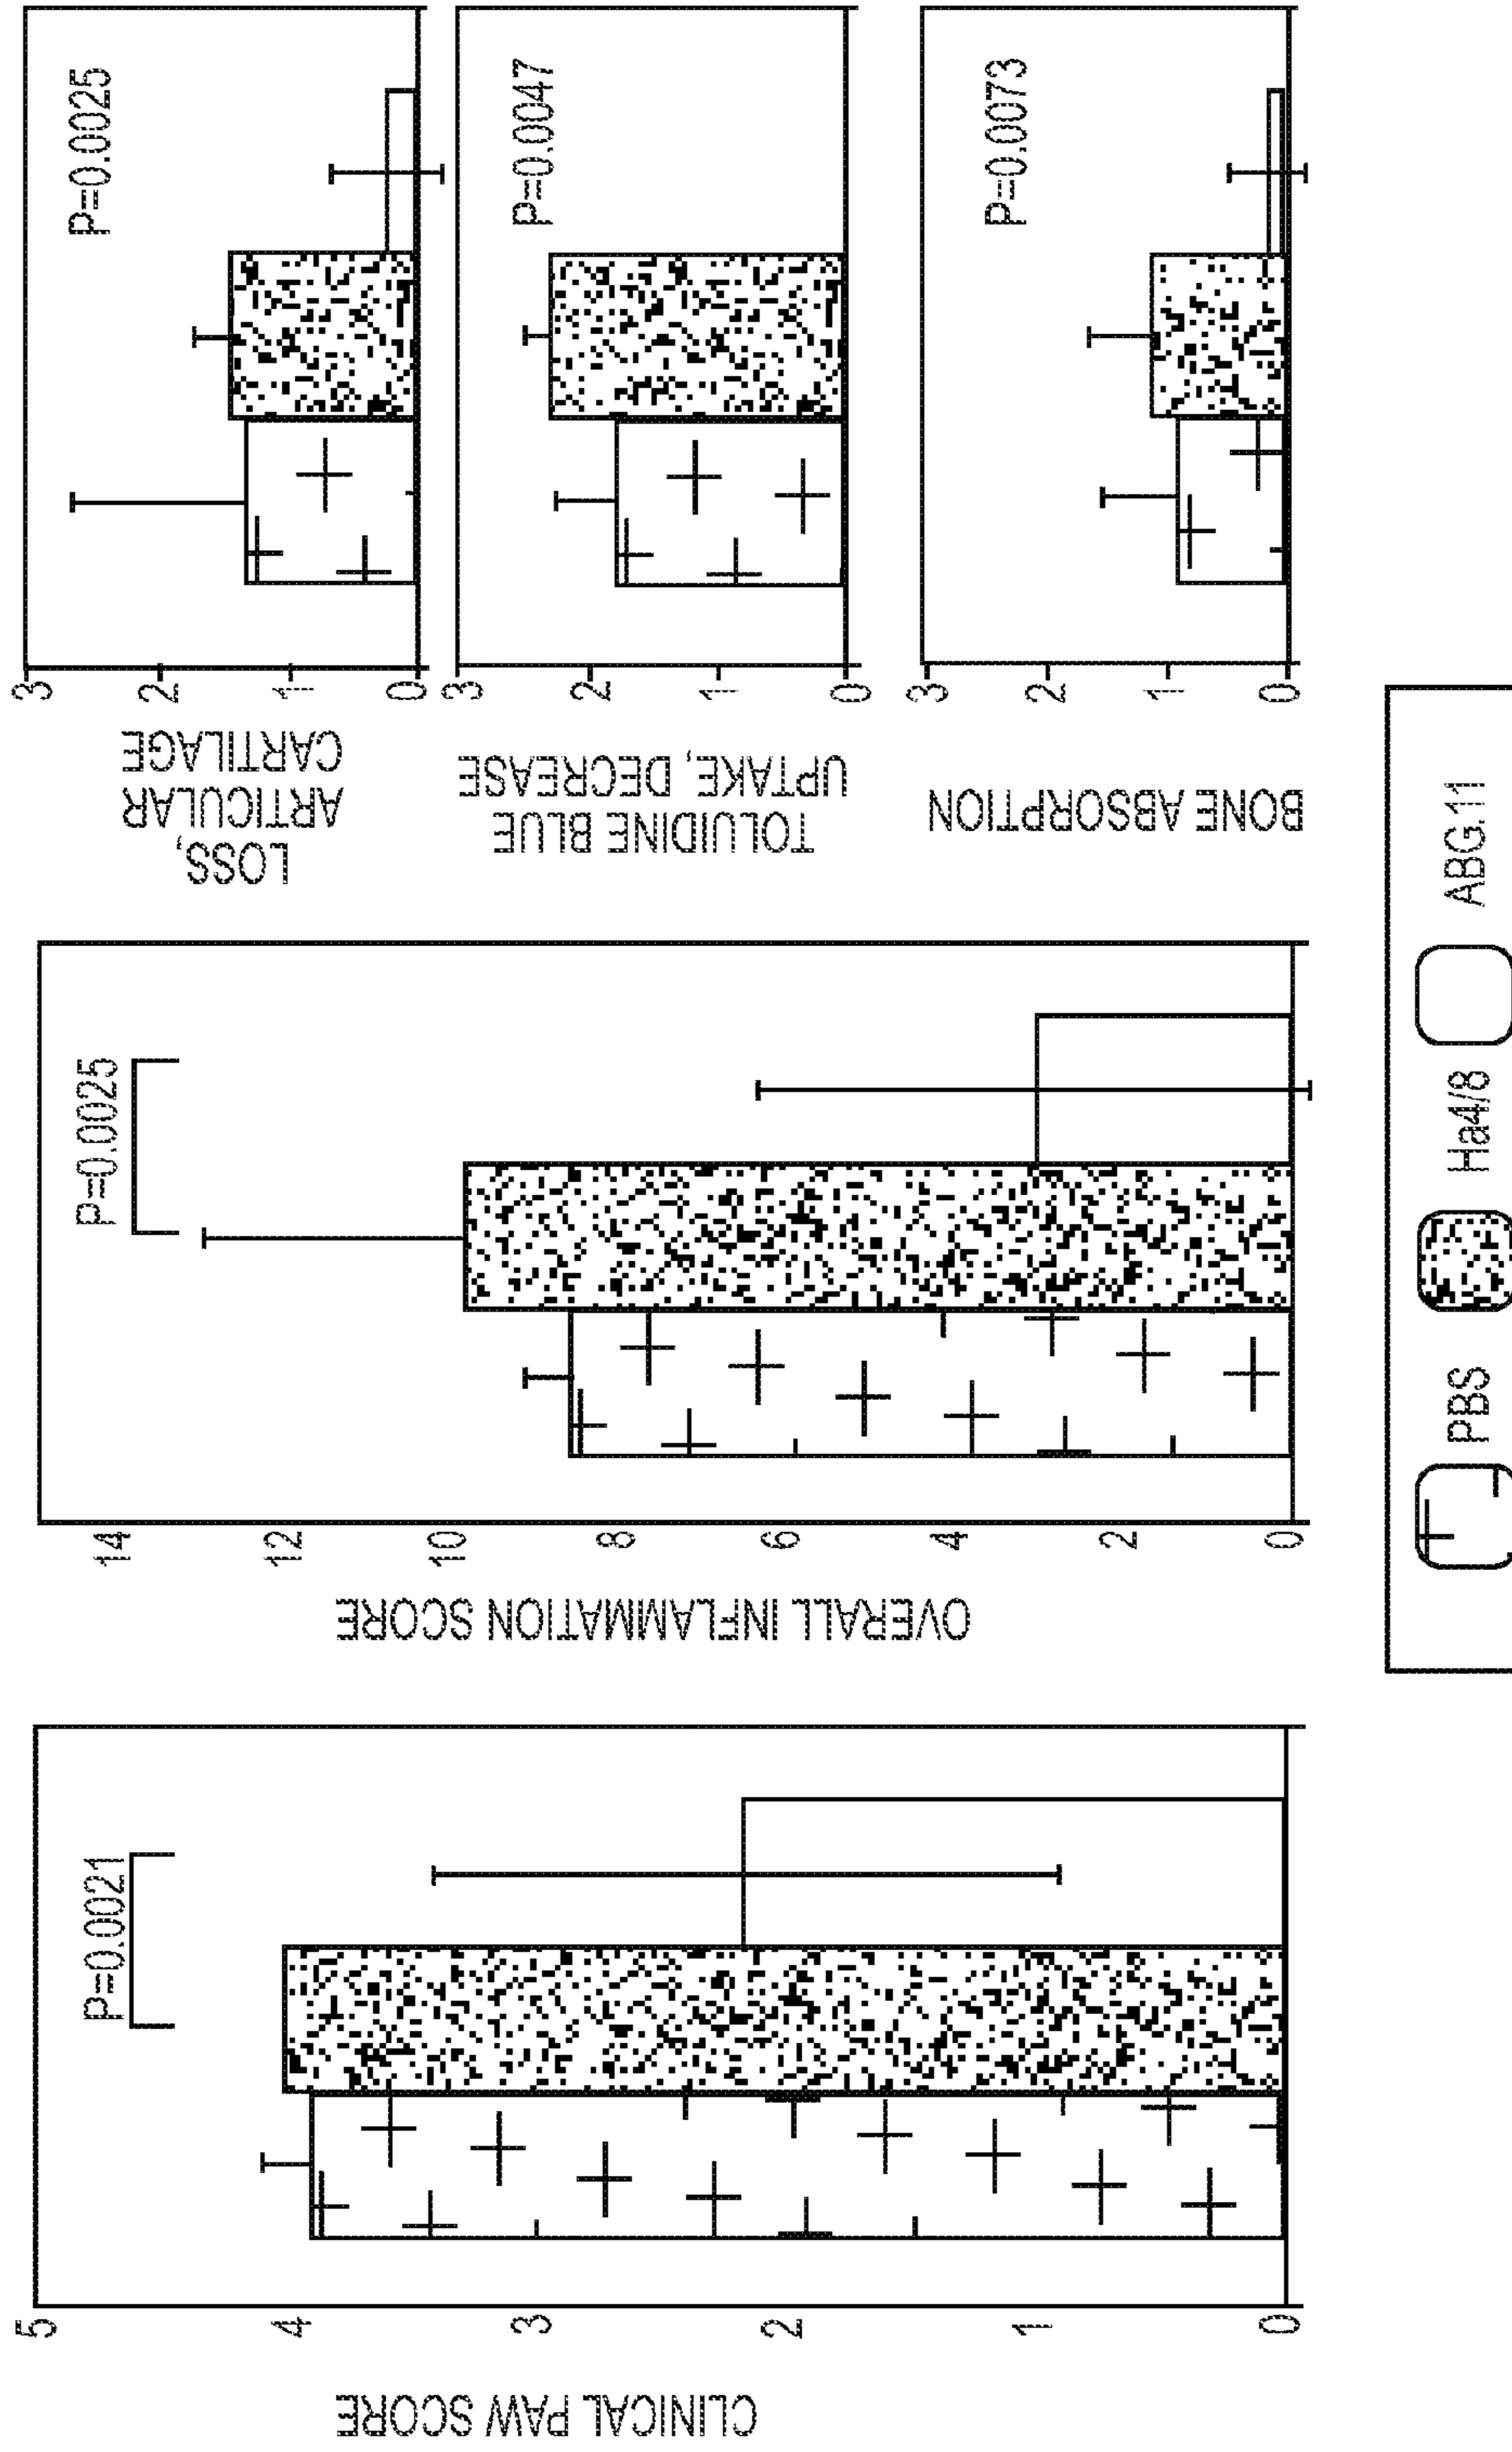 CLINICAL PAW SCORE
5
4
3
2
1
0
P=0.0021
OVERALL INFLAMMATION SCORE
14
12
10
8
6
4
2
0
P=0.0025
LOSS,
ARTICULAR
CARTILAGE
3
2
1
0
P=0.0025
TOLUIDINE BLUE
UPTAKE, DECREASE
3
2
1
0
P=0.0047
BONE ABSORPTION
3
2
1
0
P=0.0073
PBS Ha4/8 ABG.11